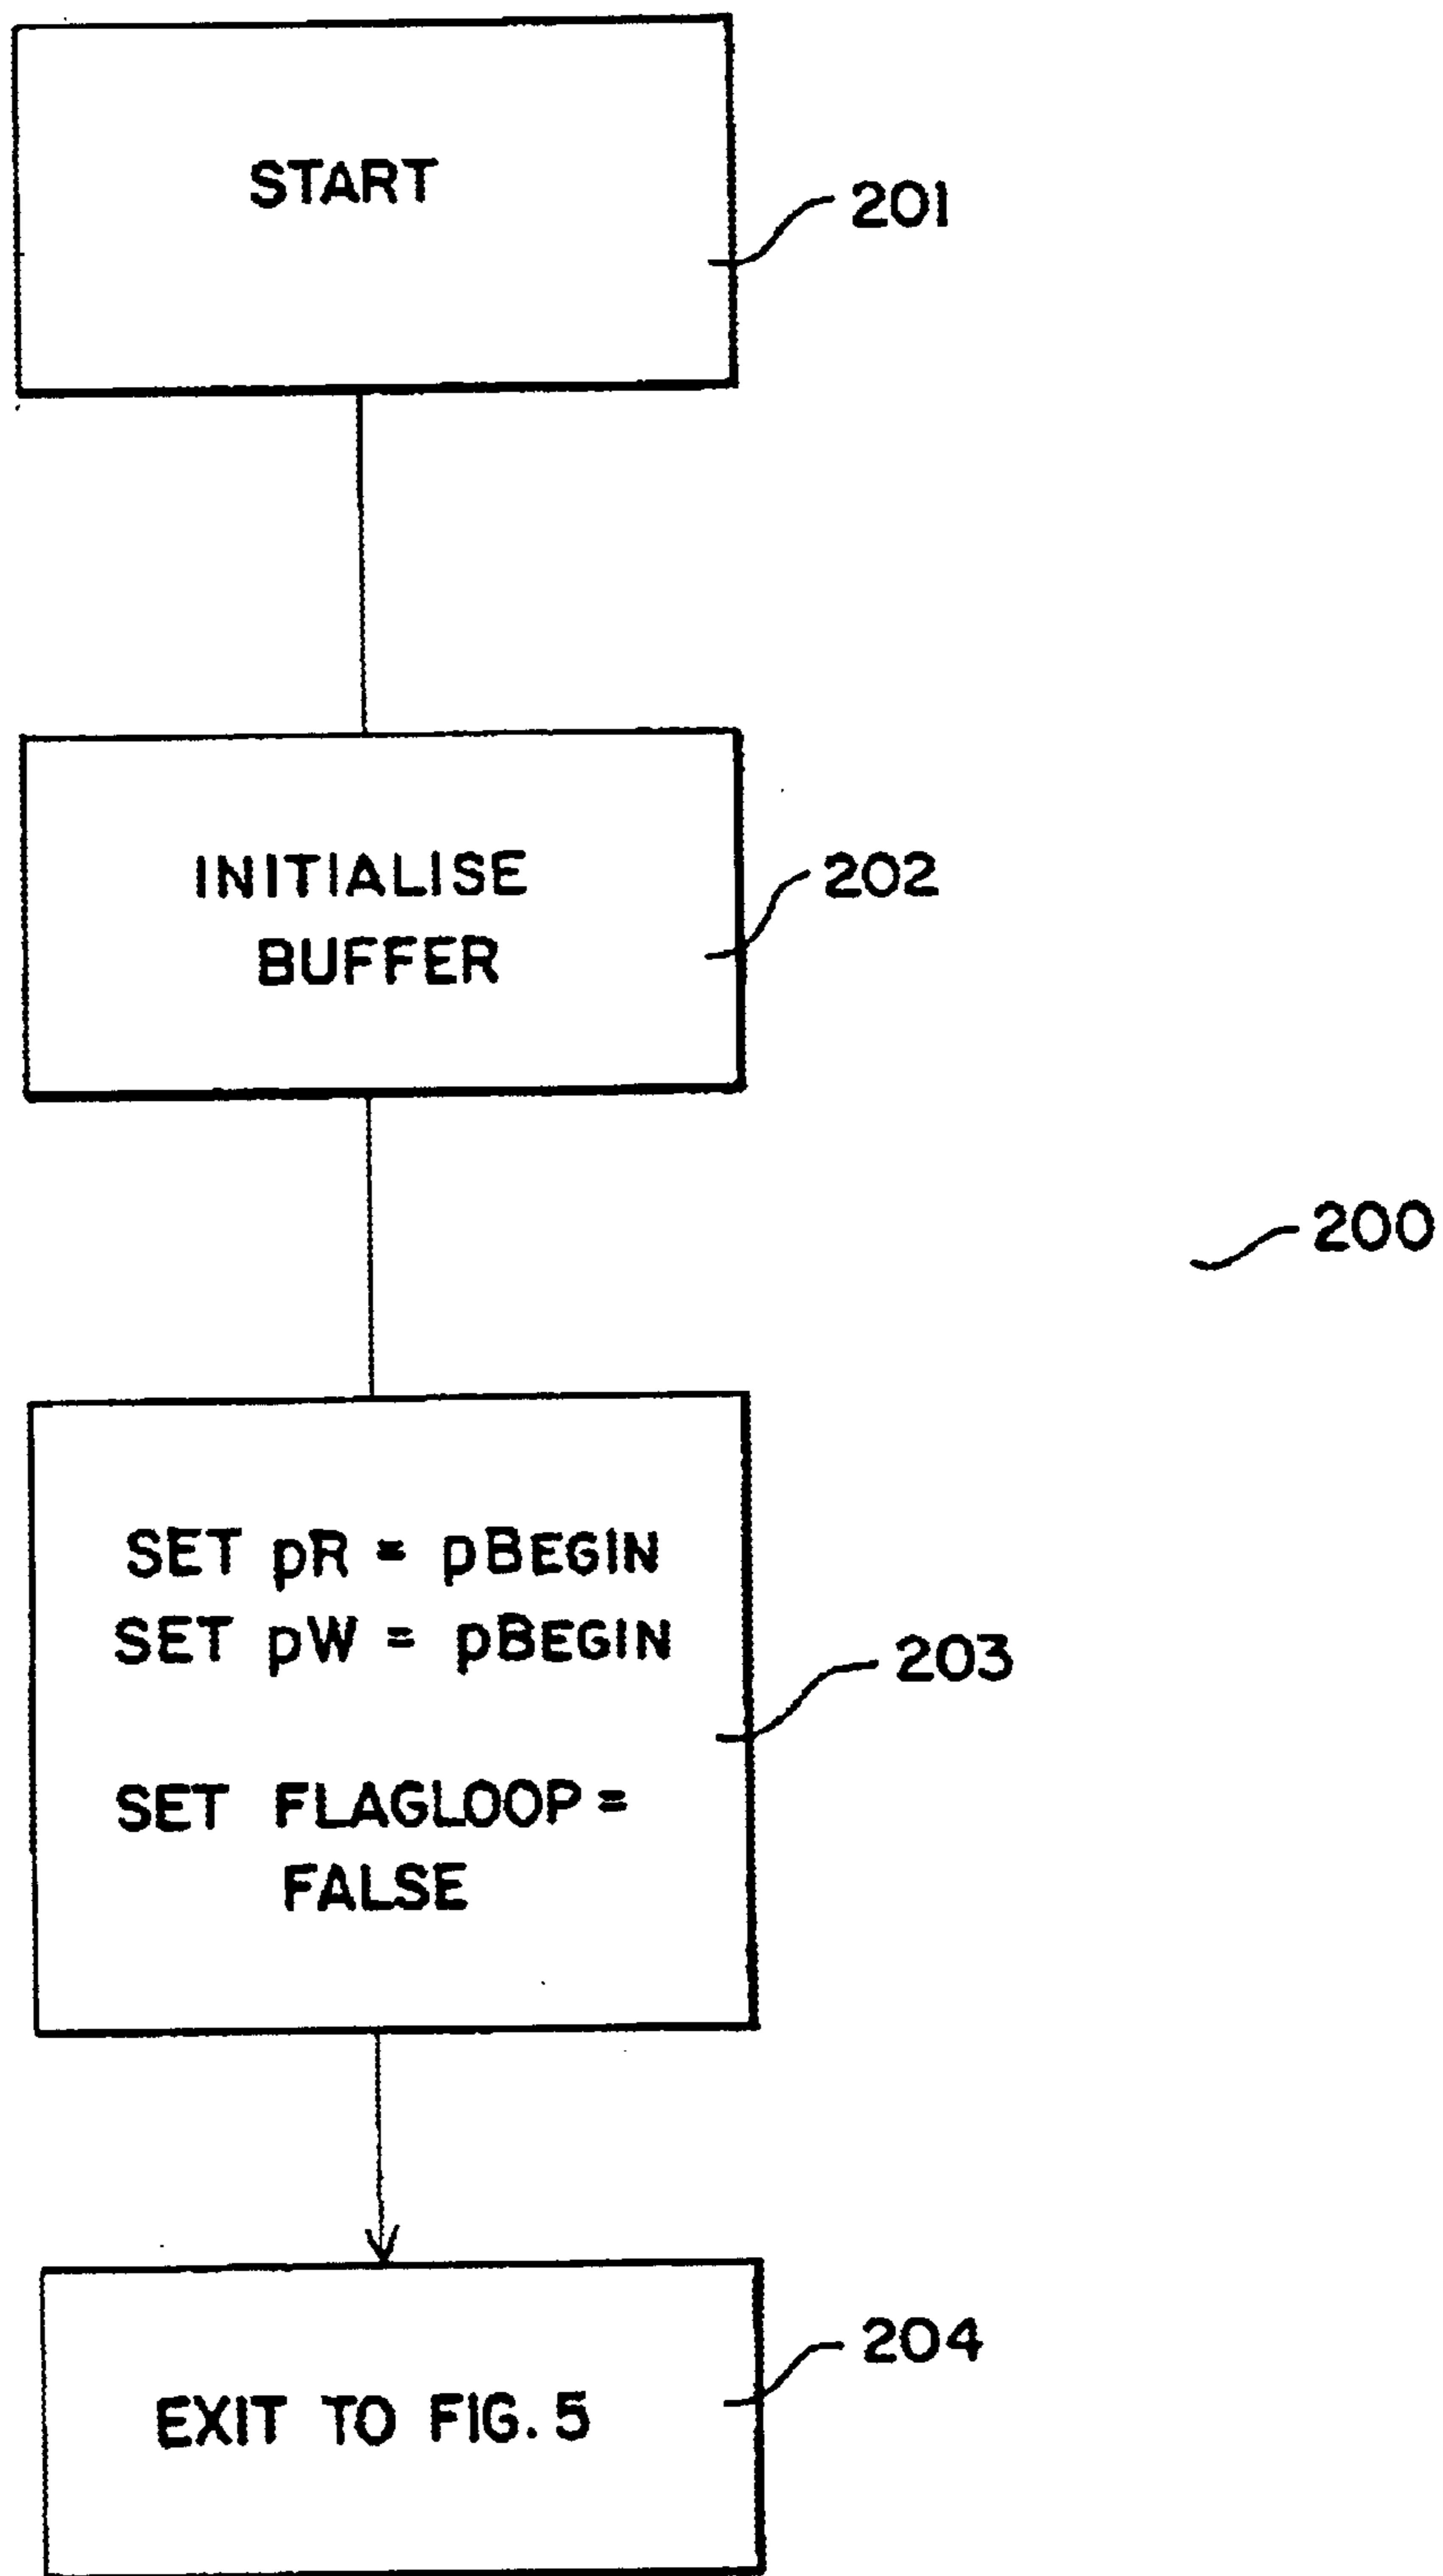 START
201
INITIALISE
BUFFER
202
200
SET pR = pBEGIN
SET pW = pBEGIN
203
SET FLAGLOOP =
FALSE
204
EXIT TO FIG. 5